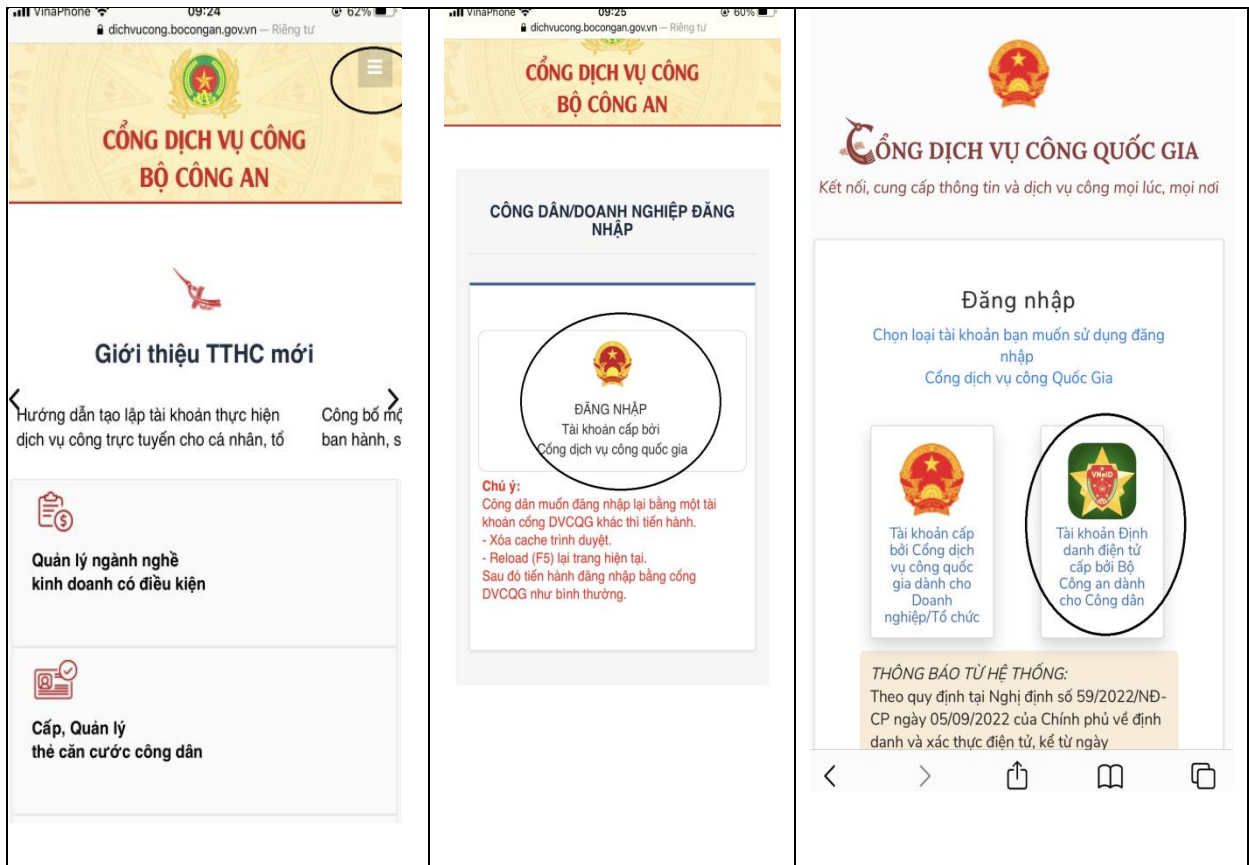 VinaPhone 09:24 62%
dichvucong.bocongan.gov.vn — Riêng tư
CỔNG DỊCH VỤ CÔNG
BỘ CÔNG AN
Giới thiệu TTHC mới
Hướng dẫn tạo lập tài khoản thực hiện
dịch vụ công trực tuyến cho cá nhân, tổ
Công bố mộ
ban hành, s
Quản lý ngành nghề
kinh doanh có điều kiện
Cấp, Quản lý
thẻ căn cước công dân
VinaPhone 09:25 60%
dichvucong.bocongan.gov.vn — Riêng tư
CỔNG DỊCH VỤ CÔNG
BỘ CÔNG AN
CÔNG DÂN/DOANH NGHIỆP ĐĂNG
NHẬP
ĐĂNG NHẬP
Tài khoản cấp bởi
Cổng dịch vụ công quốc gia
Chú ý:
Công dân muốn đăng nhập lại bằng một tài
khoản cổng DVCQG khác thì tiến hành.
- Xóa cache trình duyệt.
- Reload (F5) lại trang hiện tại.
Sau đó tiến hành đăng nhập bằng cổng
DVCQG như bình thường.
CỔNG DỊCH VỤ CÔNG QUỐC GIA
Kết nối, cung cấp thông tin và dịch vụ công mọi lúc, mọi nơi
Đăng nhập
Chọn loại tài khoản bạn muốn sử dụng đăng
nhập
Cổng dịch vụ công Quốc Gia
Tài khoản cấp
bởi Cổng dịch
vụ công quốc
gia dành cho
Doanh
nghiệp/Tổ chức
VNeID
Tài khoản Định
danh điện tử
cấp bởi Bộ
Công an dành
cho Công dân
THÔNG BÁO TỪ HỆ THỐNG:
Theo quy định tại Nghị định số 59/2022/NĐ-
CP ngày 05/09/2022 của Chính phủ về định
danh và xác thực điện tử, kể từ ngày